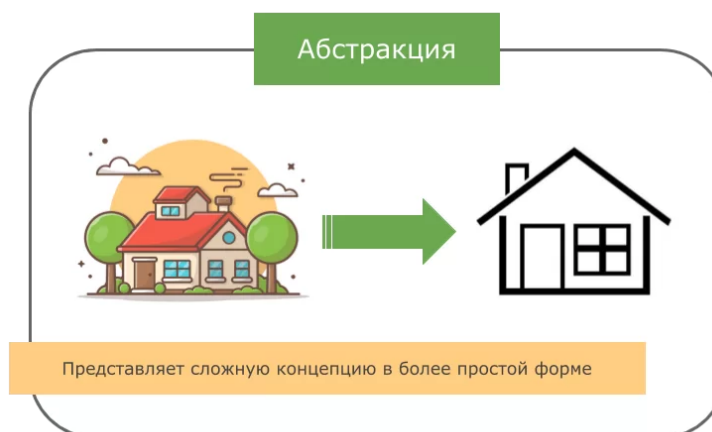 Абстракция
Представляет сложную концепцию в более простой форме